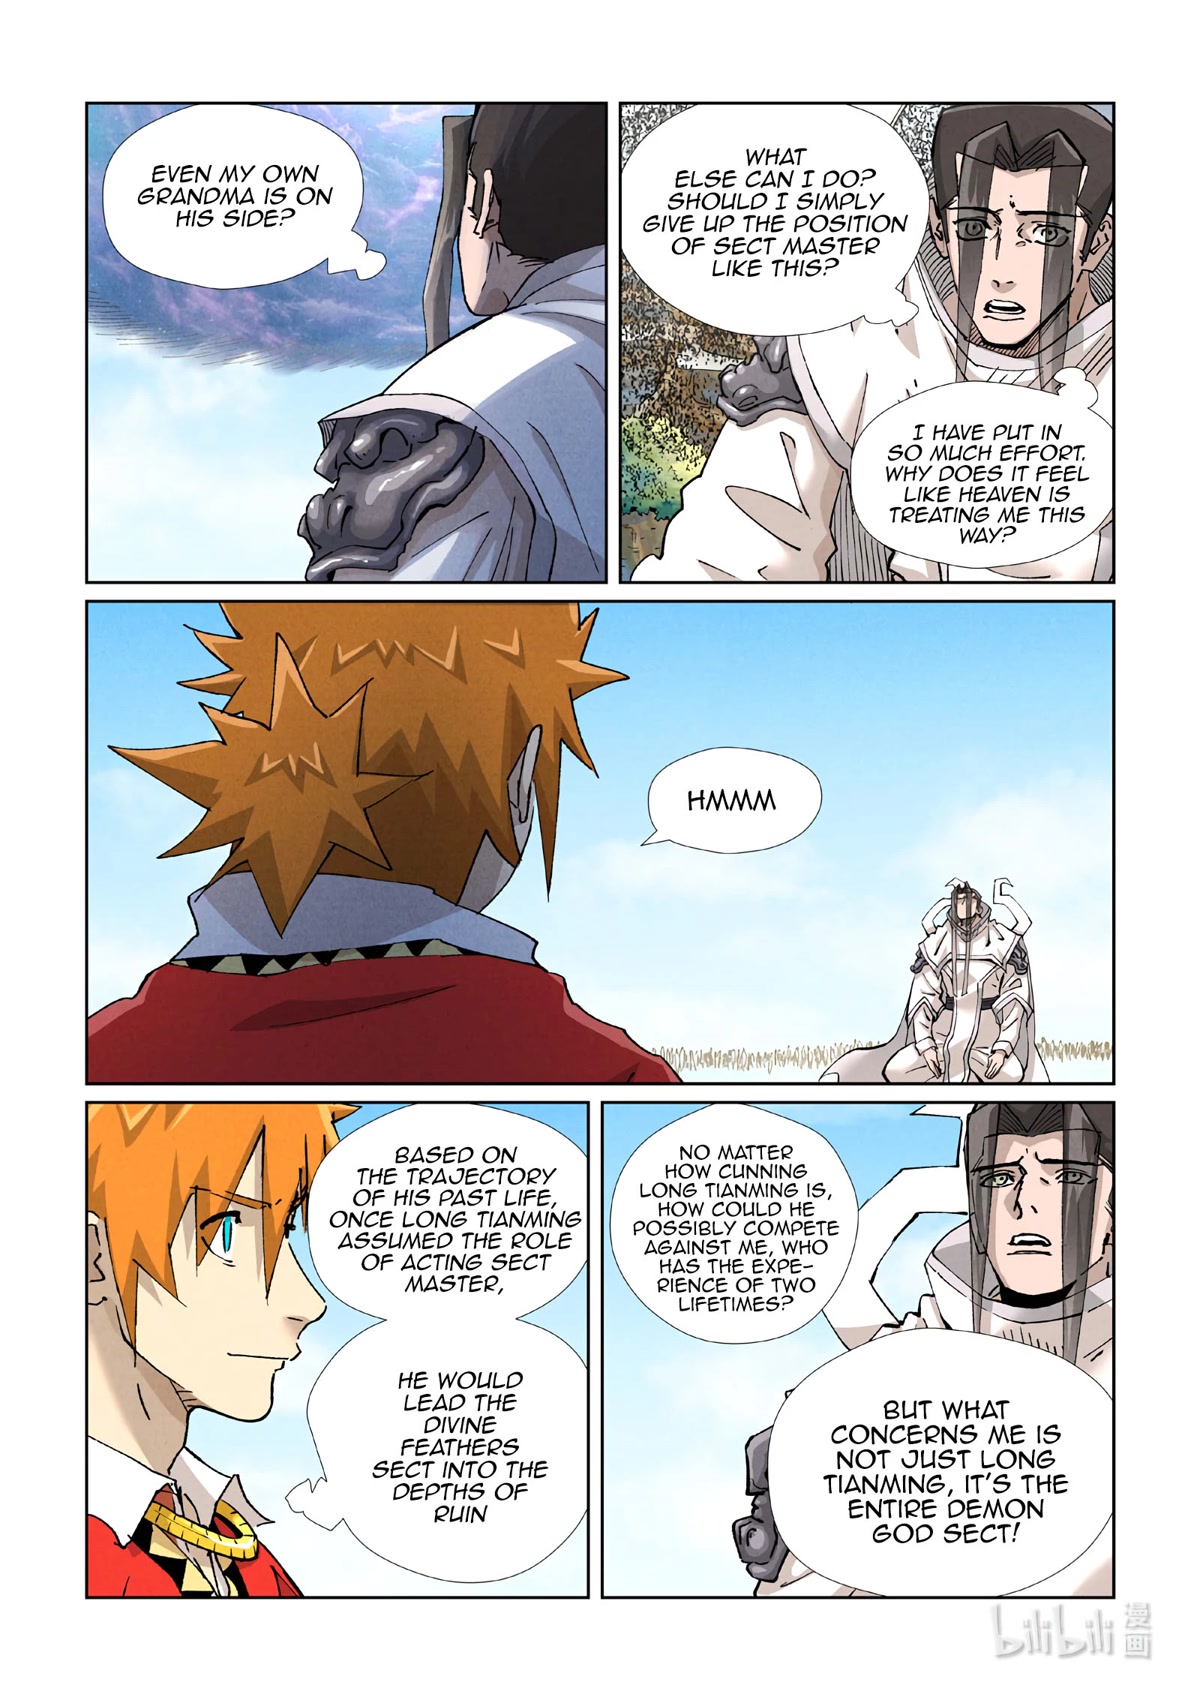 EVEN MY OWN
GRANDMA IS ON
HIS SIDE?
WHAT
ELSE CAN I DO?
SHOULD I SIMPLY
GIVE UP THE POSITION
OF SECT MASTER
LIKE THIS?
I HAVE PUT IN
SO MUCH EFFORT.
WHY DOES IT FEEL
LIKE HEAVEN IS
TREATING ME THIS
WAY?
HMMM
BASED ON
THE TRAJECTORY
OF HIS PAST LIFE,
ONCE LONG TIANMING
ASSUMED THE ROLE
OF ACTING SECT
MASTER,
HE WOULD
LEAD THE
DIVINE
FEATHERS
SECT INTO THE
DEPTHS OF
RUIN
NO MATTER
HOW CUNNING
LONG TIANMING IS,
HOW COULD HE
POSSIBLY COMPETE
AGAINST ME, WHO
HAS THE EXPE-
RIENCE OF TWO
LIFETIMES?
BUT WHAT
CONCERNS ME IS
NOT JUST LONG
TIANMING, IT'S THE
ENTIRE DEMON
GOD SECT!
bilibili 漫画